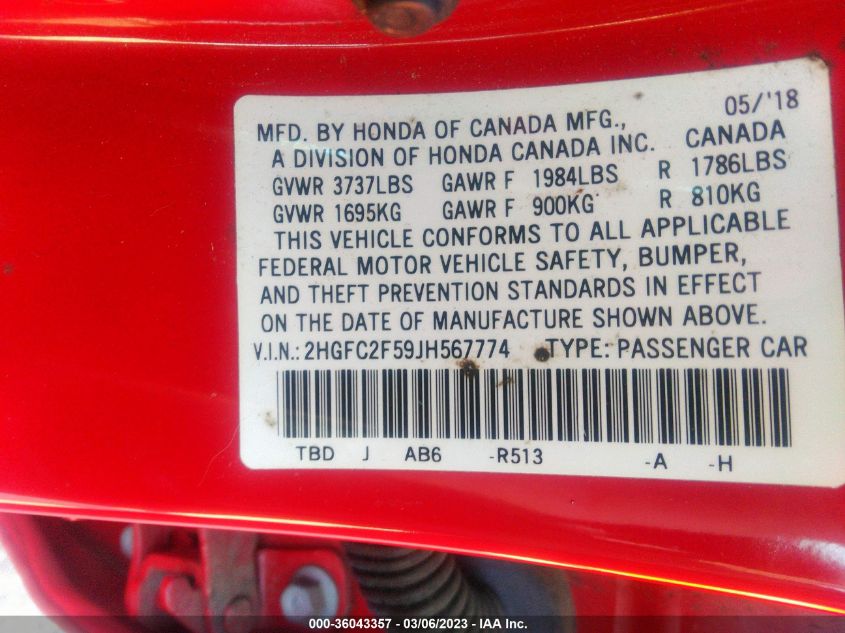 05/'18
MFD. BY HONDA OF CANADA MFG., CANADA
A DIVISION OF HONDA CANADA INC.
GVWR 3737LBS GAWR F 1984LBS R 1786LBS
GVWR 1695KG GAWR F 900KG R 810KG
THIS VEHICLE CONFORMS TO ALL APPLICABLE
FEDERAL MOTOR VEHICLE SAFETY, BUMPER,
AND THEFT PREVENTION STANDARDS IN EFFECT
ON THE DATE OF MANUFACTURE SHOWN ABOVE.
V.I.N.: 2HGFC2F59JH567774 TYPE: PASSENGER CAR
TBD J AB6 -R513 -A -H
000-36043357 - 03/06/2023 - IAA Inc.